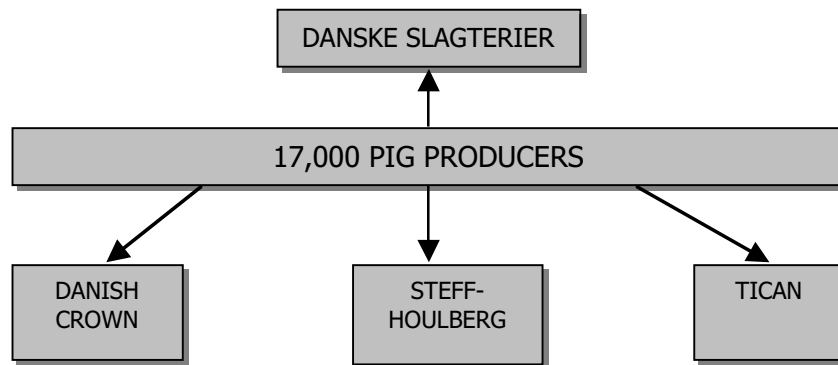 DANSKE SLAGTERIER
17,000 PIG PRODUCERS
DANISH
CROWN
STEFF-
HOULBERG
TICAN